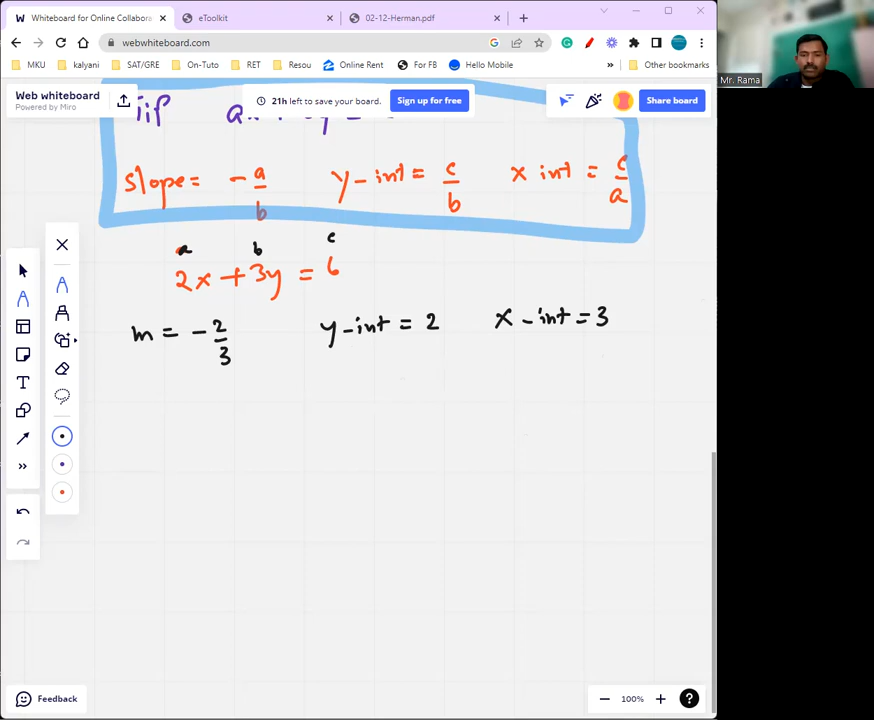 Whiteboard for Online Collabora
eToolkit
02-12-Herman.pdf
webwhiteboard.com
MKU
kalyani
SAT/GRE
On-Tuto
RET
Resou
Online Rent
For FB
Hello Mobile
Other bookmarks
Mr. Rama
Web whiteboard
Powered by Miro
21h left to save your board.
Sign up for free
Share board
slope = -a/b y-int = c/b x int = c/a
a b c
2x + 3y = 6
m = -2/3 y-int = 2 x-int = 3
Feedback
100%